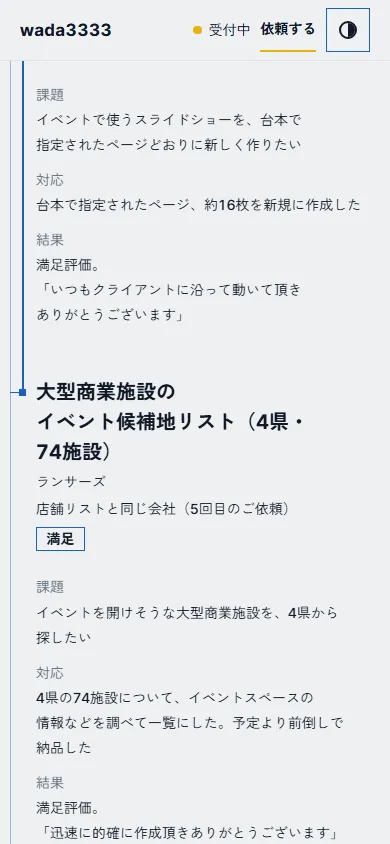 wada3333
受付中
依頼する
課題
イベントで使うスライドショーを、台本で
指定されたページどおりに新しく作りたい
対応
台本で指定されたページ、約16枚を新規に作成した
結果
満足評価。
「いつもクライアントに沿って動いて頂き
ありがとうございます」
大型商業施設の
イベント候補地リスト（4県・
74施設）
ランサーズ
店舗リストと同じ会社（5回目のご依頼）
満足
課題
イベントを開けそうな大型商業施設を、4県から
探したい
対応
4県の74施設について、イベントスペースの
情報などを調べて一覧にした。予定より前倒しで
納品した
結果
満足評価。
「迅速に的確に作成頂きありがとうございます」